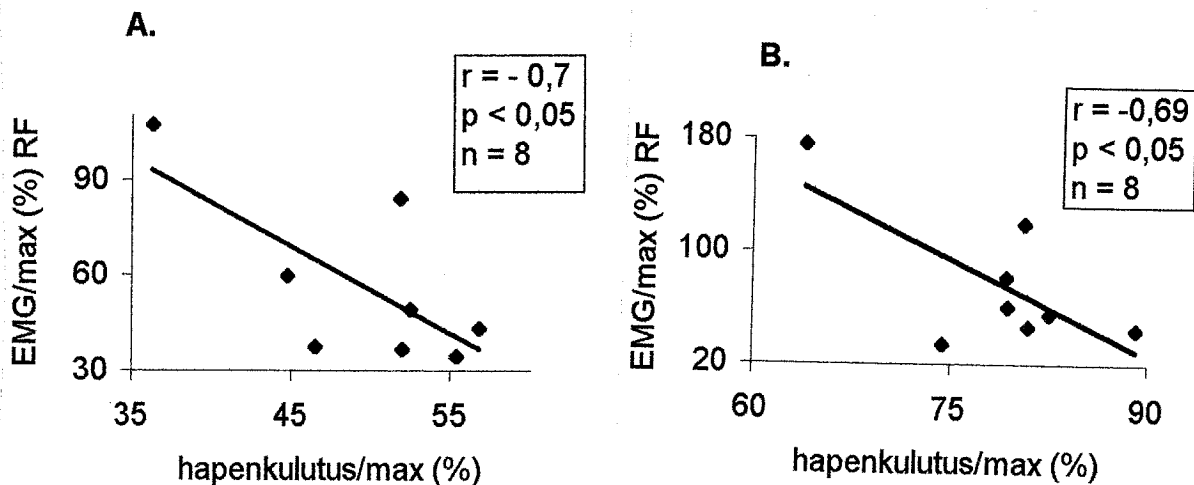 A.
r = - 0,7
p < 0,05
n = 8
EMG/max (%) RF
90
60
30
35
45
55
hapenkulutus/max (%)
B.
r = -0,69
p < 0,05
n = 8
EMG/max (%) RF
180
100
20
60
75
90
hapenkulutus/max (%)